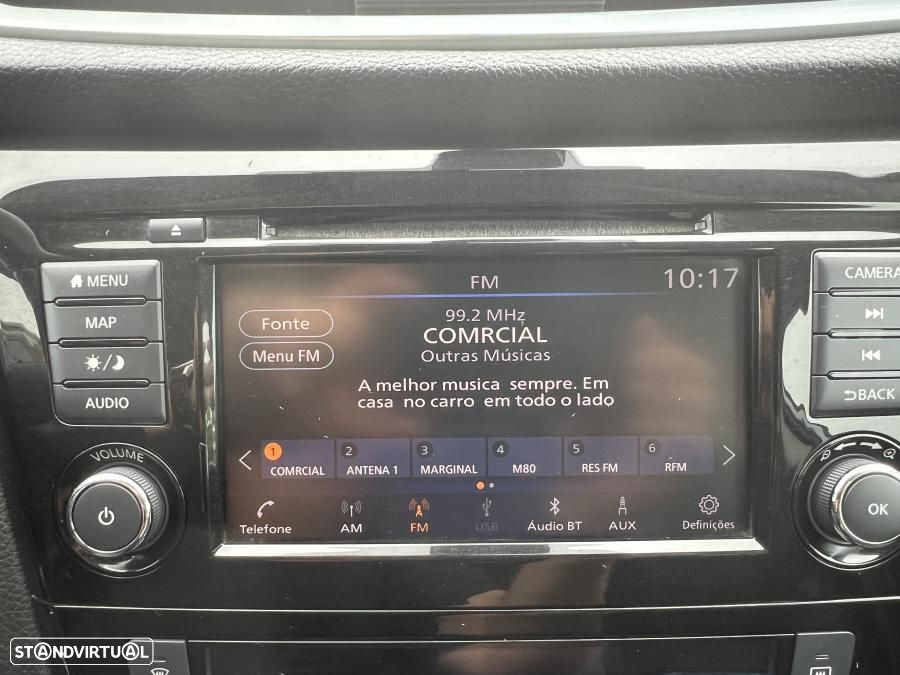 MENU
MAP
/
AUDIO
VOLUME
FM
10:17
Fonte
Menu FM
99.2 MHz
COMRCIAL
Outras Músicas
A melhor musica sempre. Em
casa no carro em todo o lado
1 COMRCIAL
2 ANTENA 1
3 MARGINAL
4 M80
5 RES FM
6 RFM
Telefone
AM
FM
USB
Áudio BT
AUX
Definições
CAMERA
BACK
OK
STANDVIRTUAL